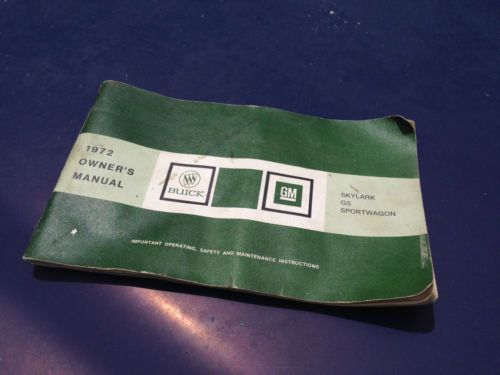 1972
OWNER'S
MANUAL
BUICK
GM
SKYLARK
GS
SPORTWAGON
IMPORTANT OPERATING, SAFETY AND MAINTENANCE INSTRUCTIONS